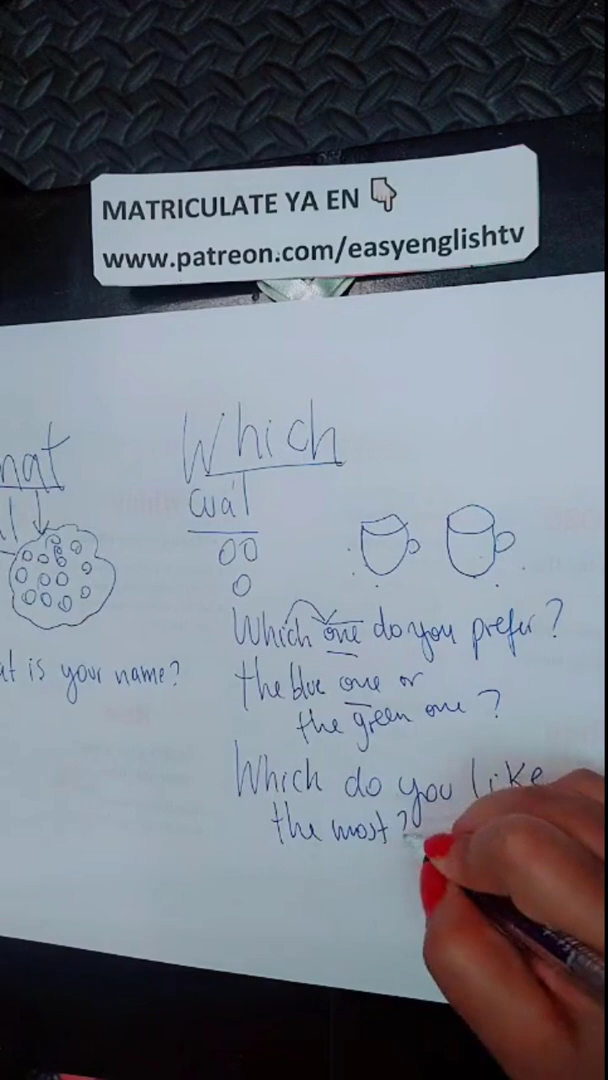 MATRICULATE YA EN
www.patreon.com/easyenglishtv
Which
Cuál
Which one do you prefer?
the blue one or
the green one?
is your name?
Which do you like
the most?